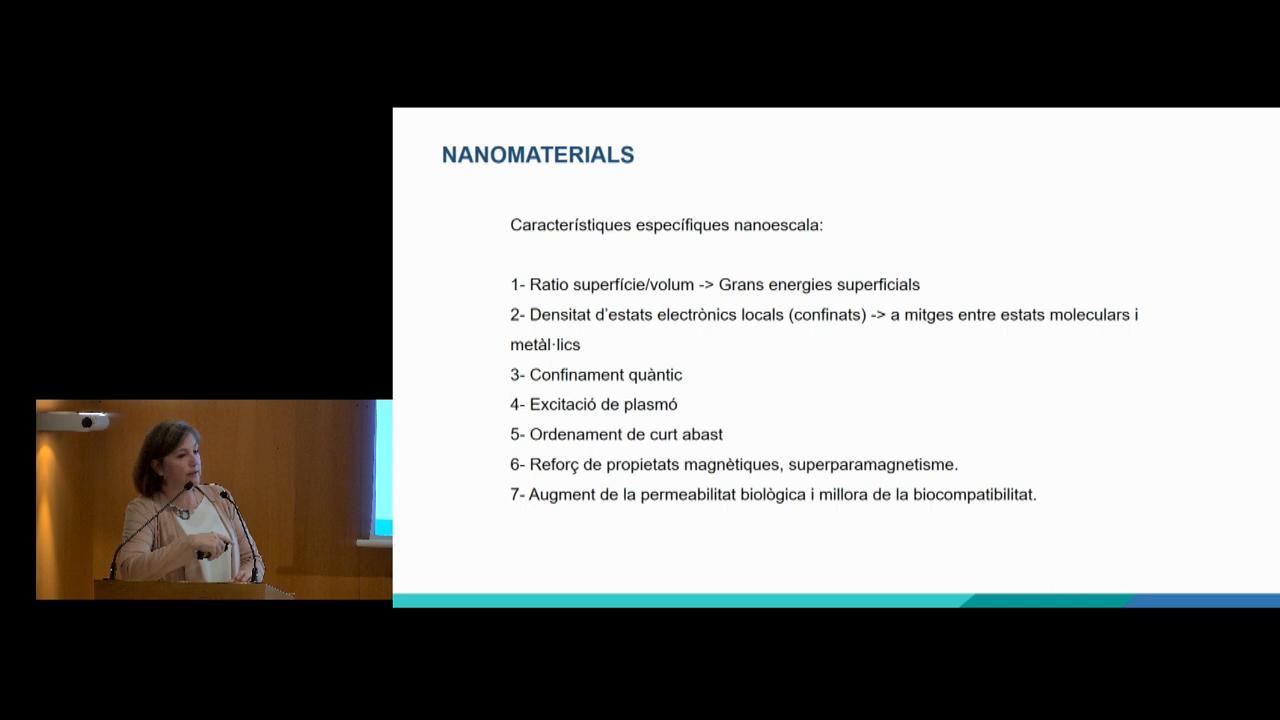 NANOMATERIALS
Característiques específiques nanoescala:
1- Ratio superfície/volum -> Grans energies superficials
2- Densitat d'estats electrònics locals (confinats) -> a mitges entre estats moleculars i
metàl·lics
3- Confinament quàntic
4- Excitació de plasmó
5- Ordenament de curt abast
6- Reforç de propietats magnètiques, superparamagnetisme.
7- Augment de la permeabilitat biològica i millora de la biocompatibilitat.